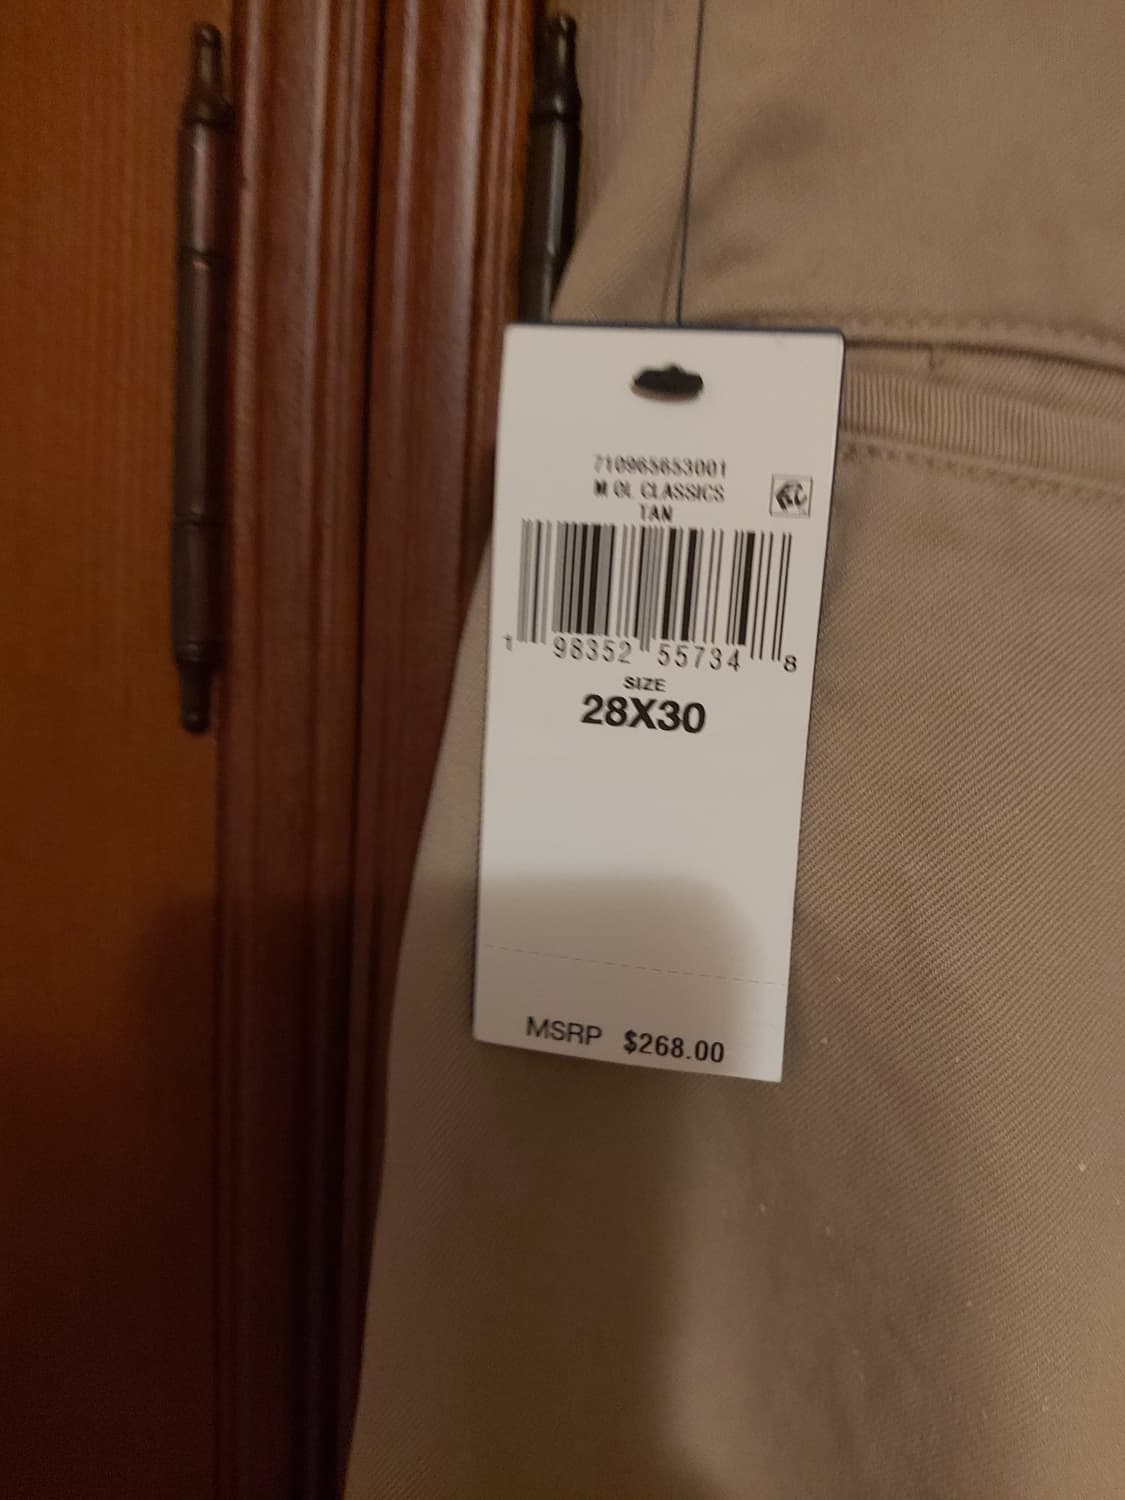 710965653001
M OL CLASSICS
TAN
1 98352 55734 8
SIZE
28X30
MSRP $268.00